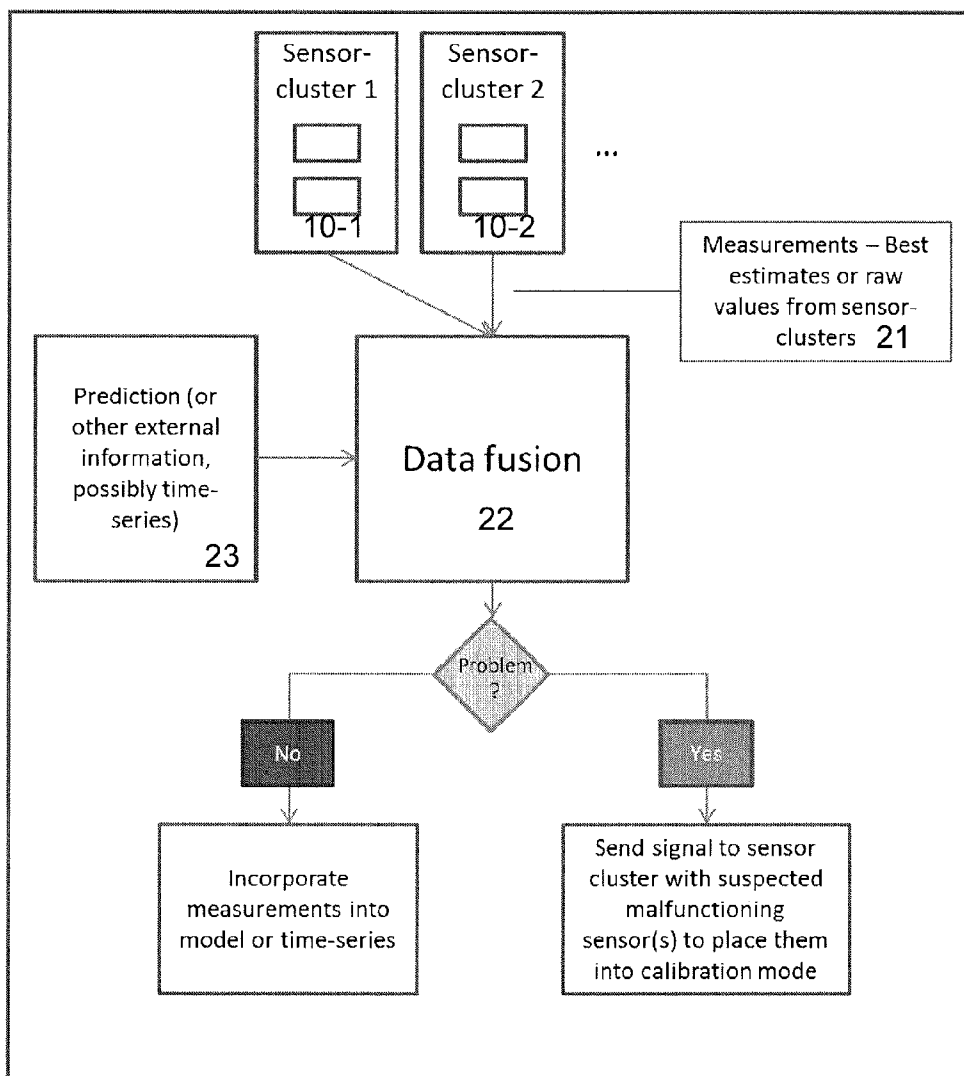 Sensor-
cluster 1
10-1
Sensor-
cluster 2
10-2
...
Measurements – Best
estimates or raw
values from sensor-
clusters 21
Prediction (or
other external
information,
possibly time-
series)
23
Data fusion
22
Problem
?
No
Yes
Incorporate
measurements into
model or time-series
Send signal to sensor
cluster with suspected
malfunctioning
sensor(s) to place them
into calibration mode